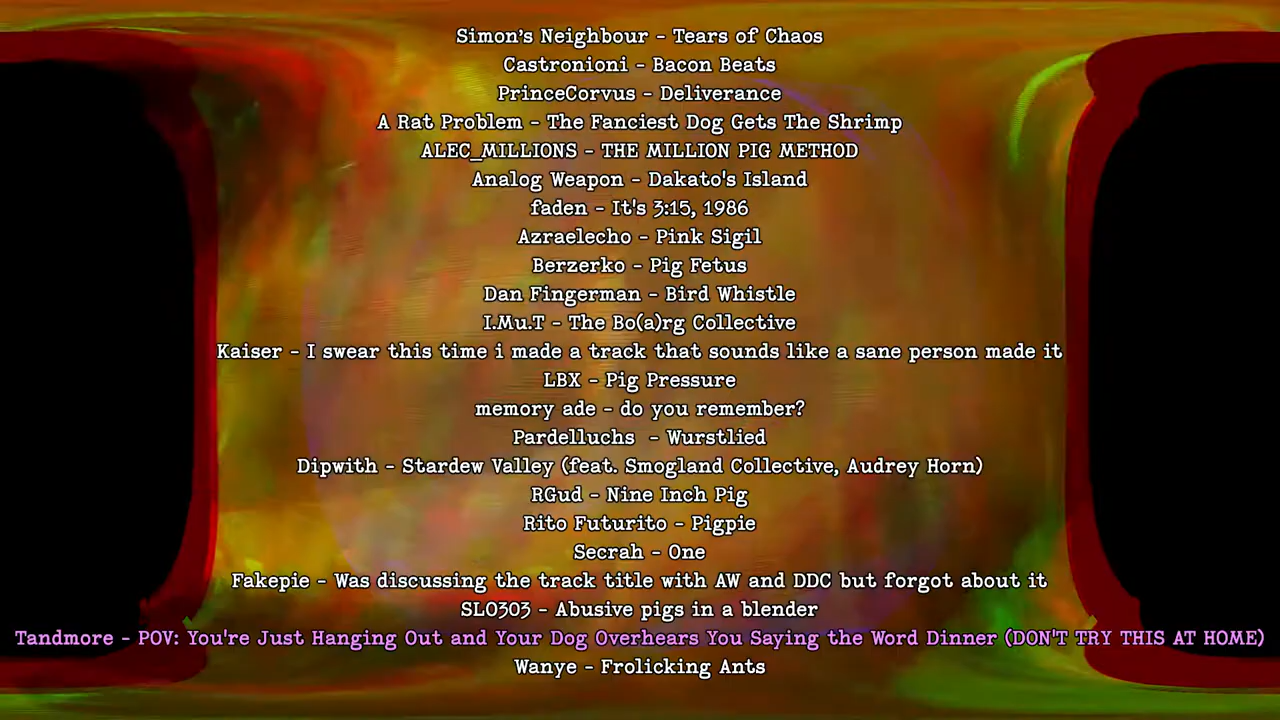 Simon's Neighbour - Tears of Chaos
Castronioni - Bacon Beats
PrinceCorvus - Deliverance
A Rat Problem - The Fanciest Dog Gets The Shrimp
ALEC_MILLIONS - THE MILLION PIG METHOD
Analog Weapon - Dakato's Island
faden - It's 3:15, 1986
Azraelecho - Pink Sigil
Berzerko - Pig Fetus
Dan Fingerman - Bird Whistle
I.Mu.T - The Bo(a)rg Collective
Kaiser - I swear this time i made a track that sounds like a sane person made it
LBX - Pig Pressure
memory ade - do you remember?
Pardelluchs  - Wurstlied
Dipwith - Stardew Valley (feat. Smogland Collective, Audrey Horn)
RGud - Nine Inch Pig
Rito Futurito - Pigpie
Secrah - One
Fakepie - Was discussing the track title with AW and DDC but forgot about it
SL0303 - Abusive pigs in a blender
Tandmore - POV: You're Just Hanging Out and Your Dog Overhears You Saying the Word Dinner (DON'T TRY THIS AT HOME)
Wanye - Frolicking Ants